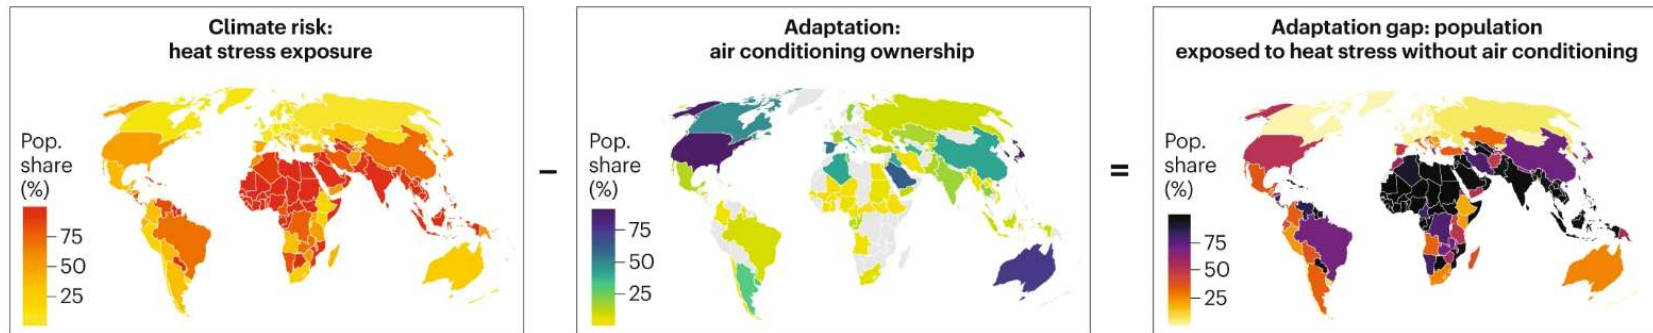 Climate risk:
heat stress exposure
Pop.
share
(%)
75
50
25
–
Adaptation:
air conditioning ownership
Pop.
share
(%)
75
50
25
=
Adaptation gap: population
exposed to heat stress without air conditioning
Pop.
share
(%)
75
50
25